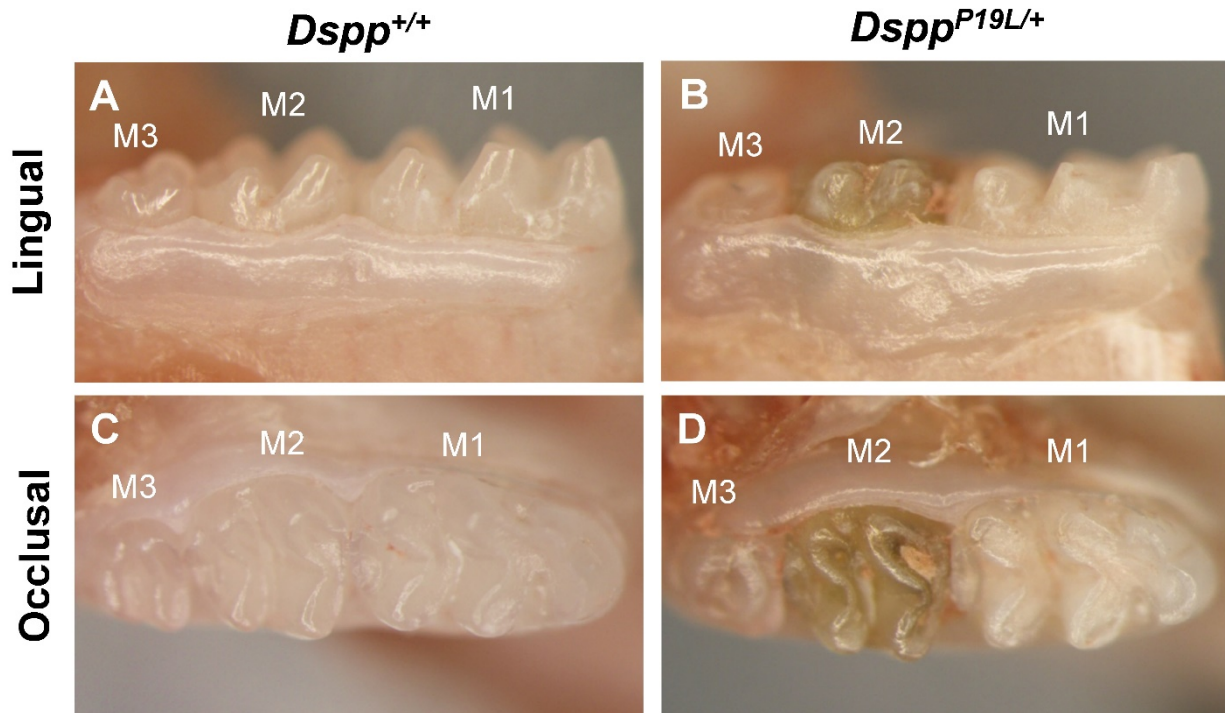 Dspp+/+
DsppP19L/+
Lingual
A
M3
M2
M1
B
M3
M2
M1
Occlusal
C
M3
M2
M1
D
M3
M2
M1